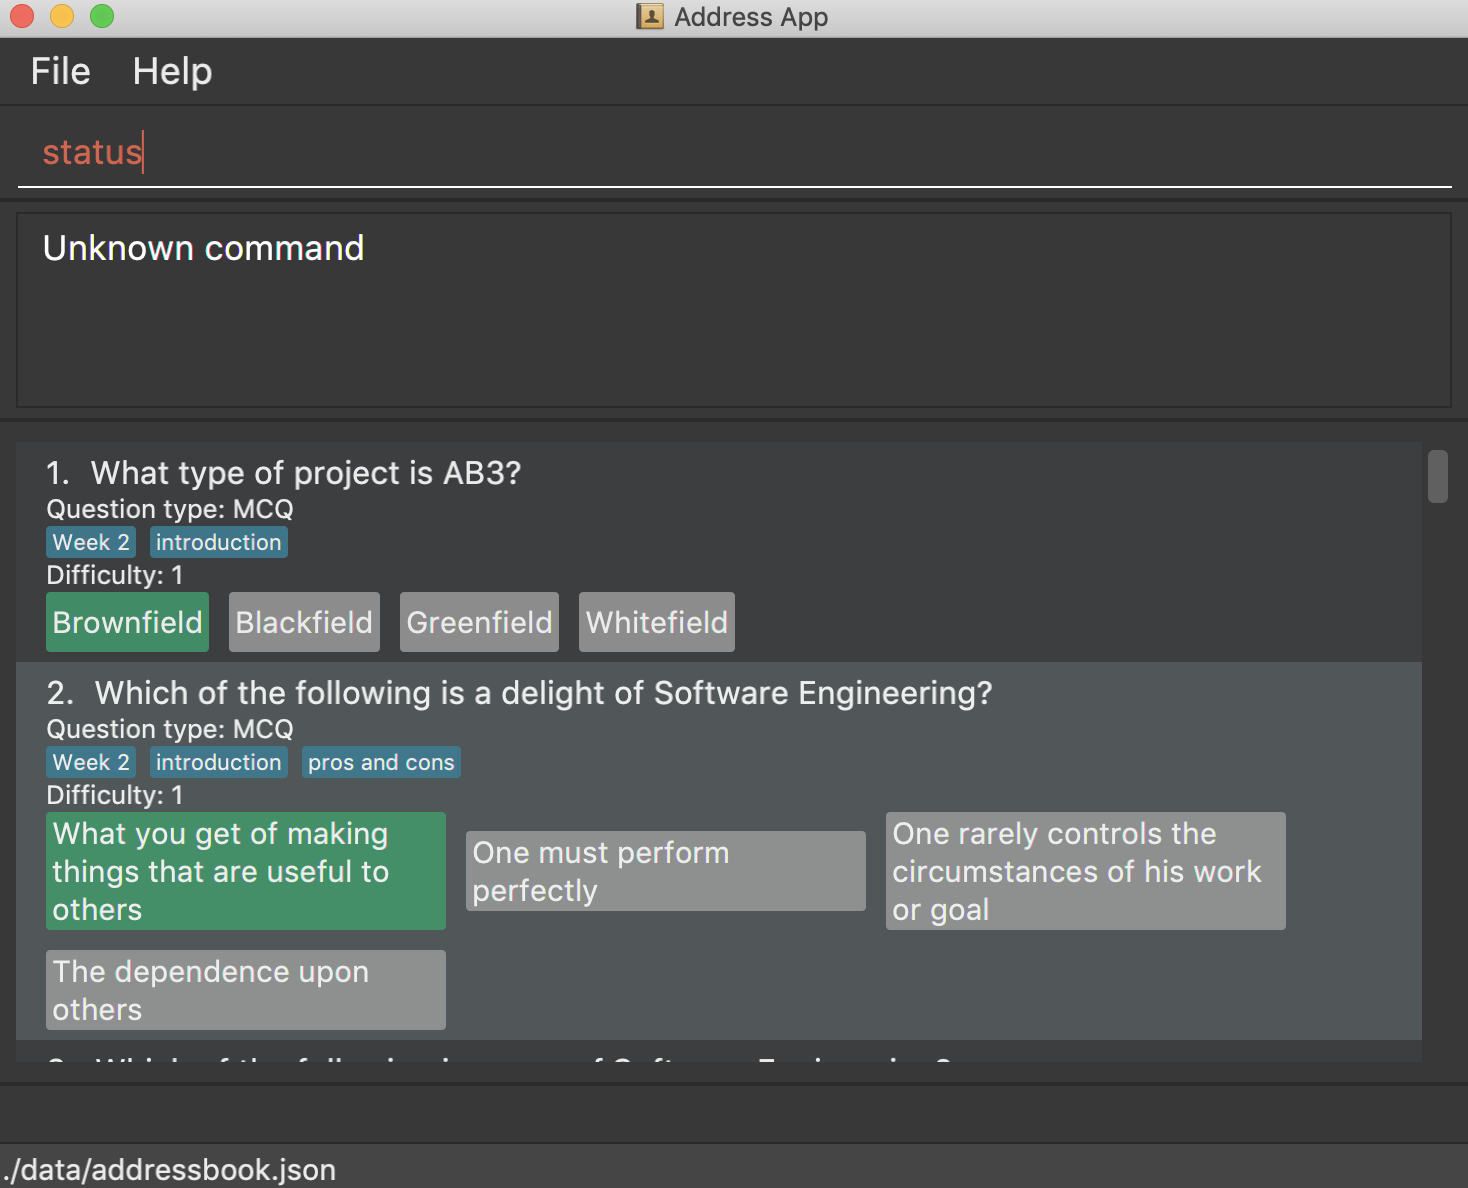 Address App
File Help
status
Unknown command
1. What type of project is AB3?
Question type: MCQ
Week 2 introduction
Difficulty: 1
Brownfield Blackfield Greenfield Whitefield
2. Which of the following is a delight of Software Engineering?
Question type: MCQ
Week 2 introduction pros and cons
Difficulty: 1
What you get of making
things that are useful to
others
One must perform
perfectly
One rarely controls the
circumstances of his work
or goal
The dependence upon
others
./data/addressbook.json